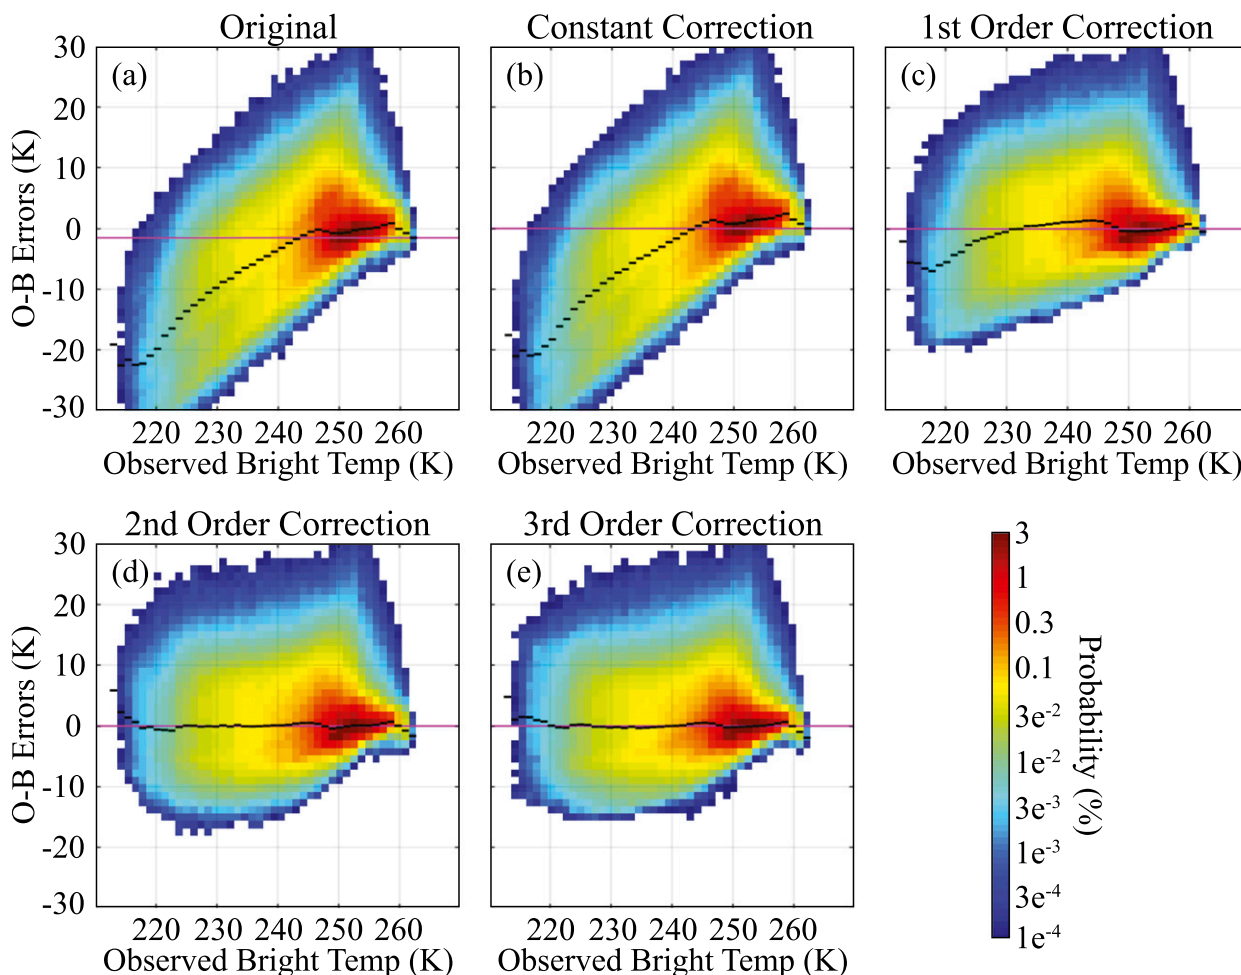 Original
Constant Correction
1st Order Correction
(a)
(b)
(c)
O-B Errors (K)
30
20
10
0
-10
-20
-30
220 230 240 250 260
220 230 240 250 260
220 230 240 250 260
Observed Bright Temp (K)
Observed Bright Temp (K)
Observed Bright Temp (K)
2nd Order Correction
3rd Order Correction
(d)
(e)
O-B Errors (K)
30
20
10
0
-10
-20
-30
220 230 240 250 260
220 230 240 250 260
Observed Bright Temp (K)
Observed Bright Temp (K)
3
1
0.3
0.1
3e-2
1e-2
3e-3
1e-3
3e-4
1e-4
Probability (%)